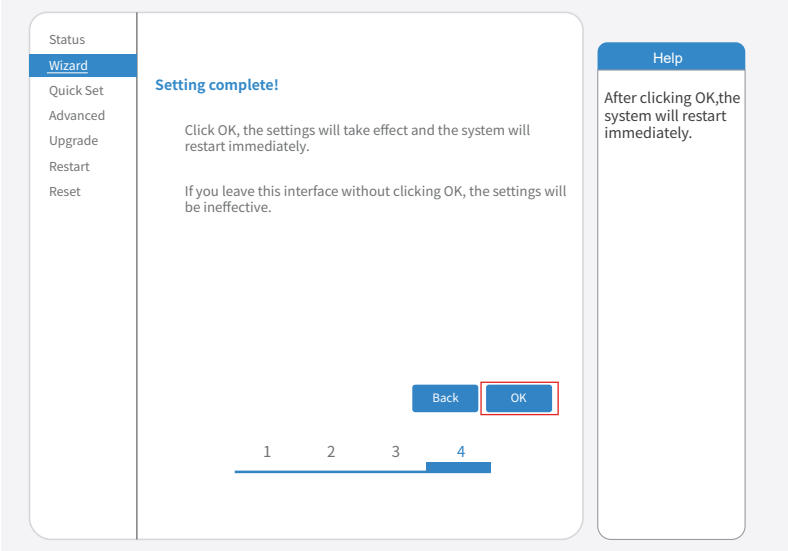 Status
Wizard
Quick Set
Advanced
Upgrade
Restart
Reset
Setting complete!
Click OK, the settings will take effect and the system will
restart immediately.
If you leave this interface without clicking OK, the settings will
be ineffective.
Back
OK
1 2 3 4
Help
After clicking OK,the
system will restart
immediately.